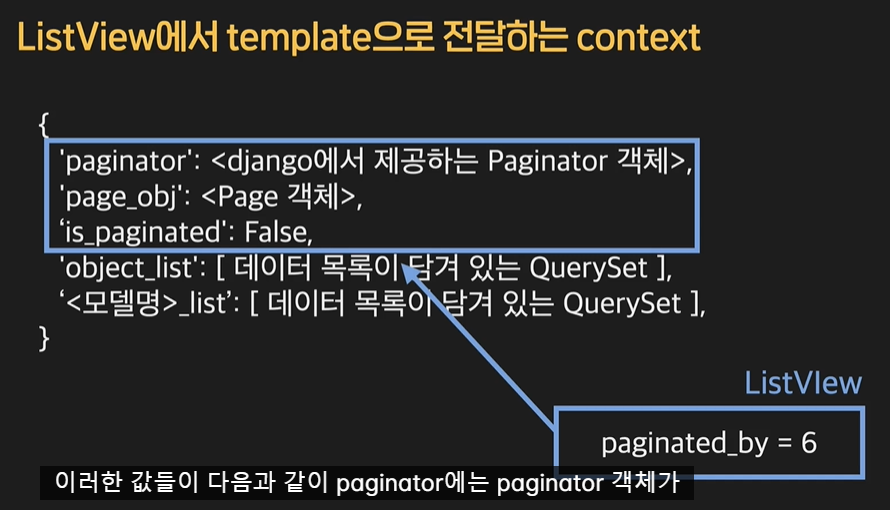 ListView에서 template으로 전달하는 context
{
'paginator': <django에서 제공하는 Paginator 객체>,
'page_obj': <Page 객체>,
‘is_paginated': False,
'object_list': [ 데이터 목록이 담겨 있는 QuerySet ],
‘<모델명>_list’: [ 데이터 목록이 담겨 있는 QuerySet ],
}
ListVIew
paginated_by = 6
이러한 값들이 다음과 같이 paginator에는 paginator 객체가